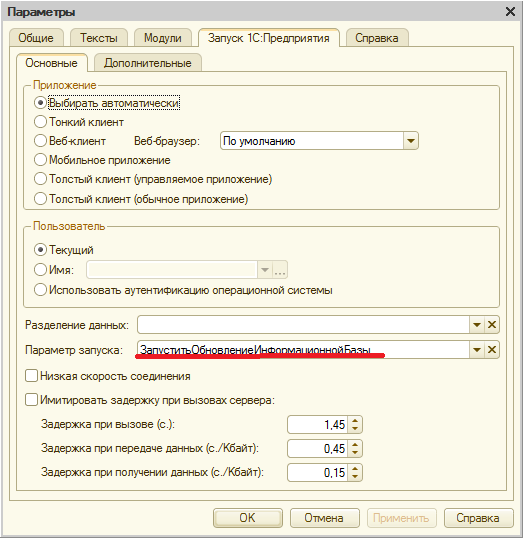 Параметры
Общие Тексты Модули Запуск 1С:Предприятия Справка
Основные Дополнительные
Приложение
Выбирать автоматически
Тонкий клиент
Веб-клиент Веб-браузер: По умолчанию
Мобильное приложение
Толстый клиент (управляемое приложение)
Толстый клиент (обычное приложение)
Пользователь
Текущий
Имя: ...
Использовать аутентификацию операционной системы
Разделение данных:
Параметр запуска: ЗапуститьОбновлениеИнформационнойБазы
Низкая скорость соединения
Имитировать задержку при вызовах сервера:
Задержка при вызове (с.): 1,45
Задержка при передаче данных (с./Кбайт): 0,45
Задержка при получении данных (с./Кбайт): 0,15
OK Отмена Применить Справка